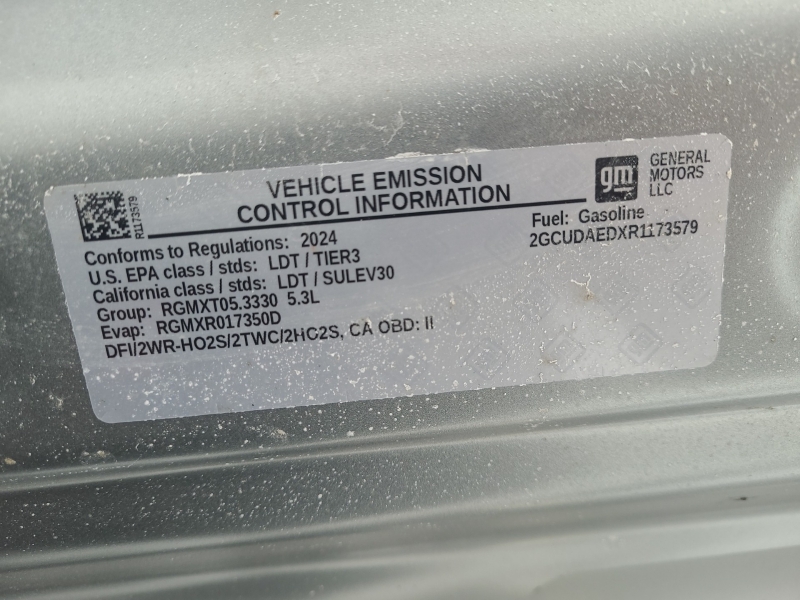 VEHICLE EMISSION
CONTROL INFORMATION
gm
GENERAL
MOTORS
LLC
R1173579
Conforms to Regulations: 2024
U.S. EPA class / stds: LDT / TIER3
California class / stds: LDT / SULEV30
Group: RGMXT05.3330 5.3L
Evap: RGMXR017350D
DFI/2WR-HO2S/2TWC/2HO2S, CA OBD: II
Fuel: Gasoline
2GCUDAEDXR1173579